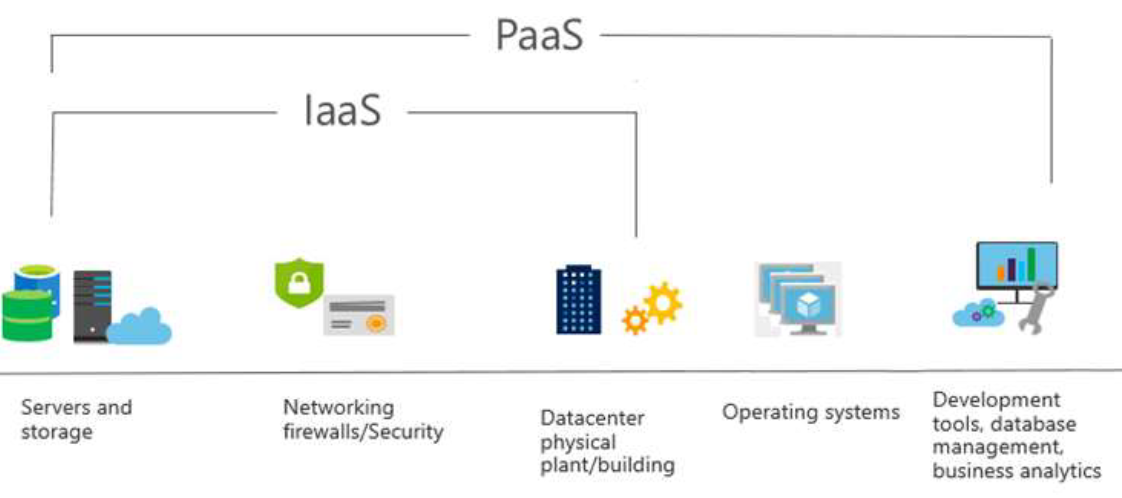 PaaS
IaaS
Servers and
storage
Networking
firewalls/Security
Datacenter
physical
plant/building
Operating systems
Development
tools, database
management,
business analytics